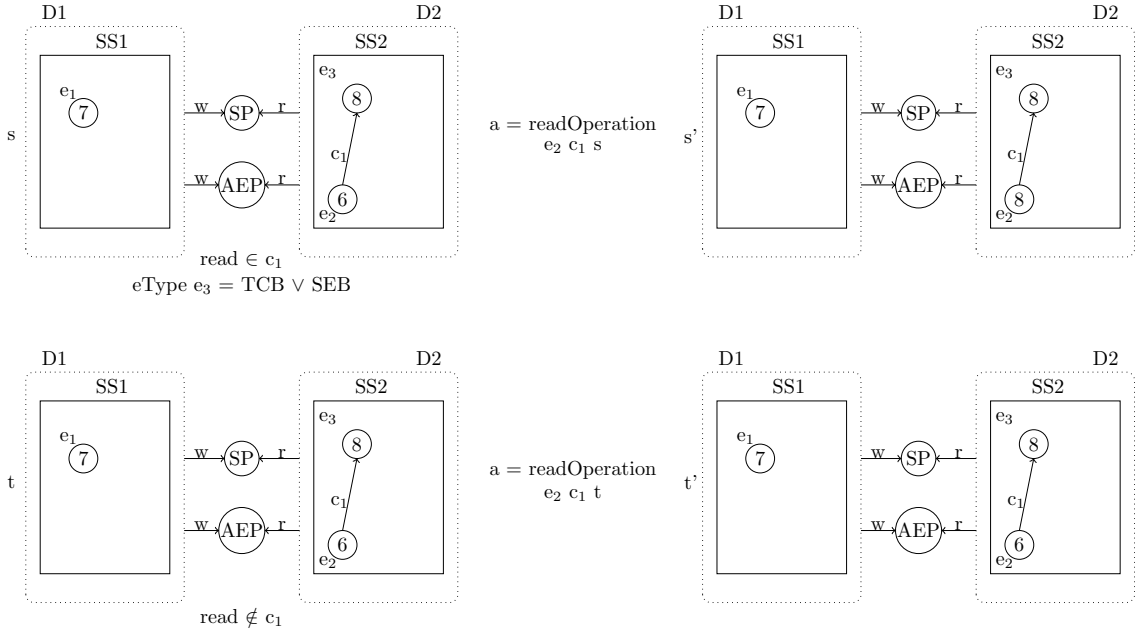 D1 D2 D1 D2
SS1 SS2 SS1 SS2
e₃ e₃
e₁ 8 e₁ 8
7 w SP r 7 w SP r
a = readOperation
s e₂ c₁ s s'
c₁ c₁
w AEP r w AEP r
6 8
e₂ e₂
read ∈ c₁
eType e₃ = TCB ∨ SEB
D1 D2 D1 D2
SS1 SS2 SS1 SS2
e₃ e₃
e₁ 8 e₁ 8
7 w SP r 7 w SP r
a = readOperation
t e₂ c₁ t t'
c₁ c₁
w AEP r w AEP r
6 6
e₂ e₂
read ∉ c₁